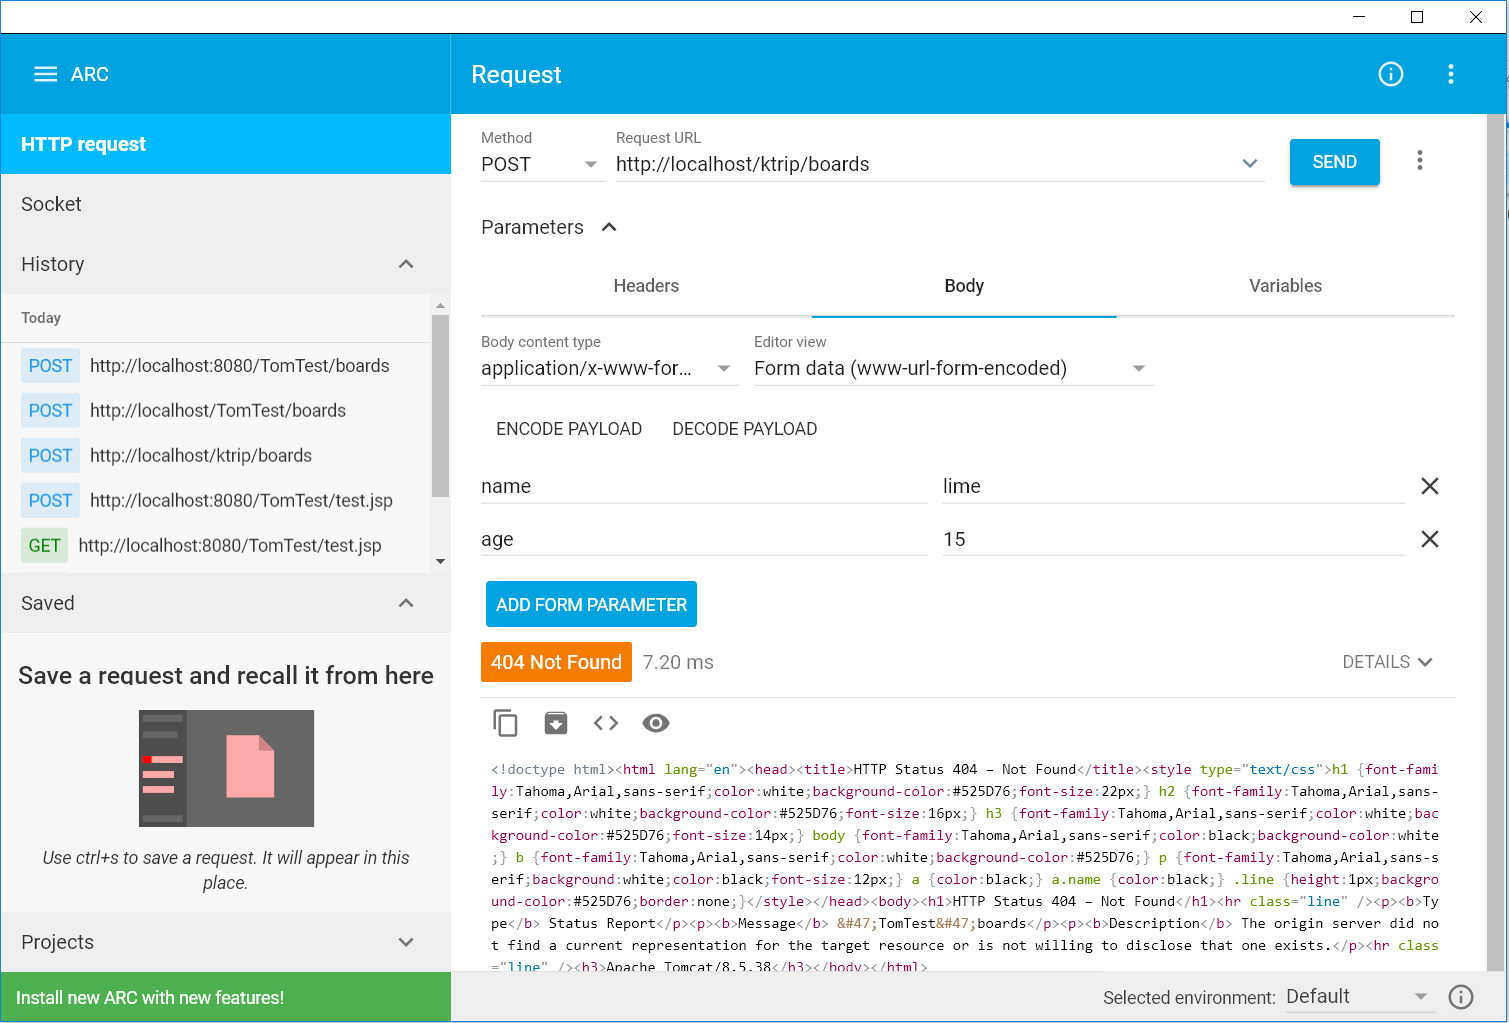 ARC
Request
HTTP request
Socket
History
Today
POST http://localhost:8080/TomTest/boards
POST http://localhost/TomTest/boards
POST http://localhost/ktrip/boards
POST http://localhost:8080/TomTest/test.jsp
GET http://localhost:8080/TomTest/test.jsp
Saved
Save a request and recall it from here
Use ctrl+s to save a request. It will appear in this
place.
Projects
Install new ARC with new features!
Method
POST
Request URL
http://localhost/ktrip/boards
SEND
Parameters
Headers Body Variables
Body content type
application/x-www-for...
Editor view
Form data (www-url-form-encoded)
ENCODE PAYLOAD DECODE PAYLOAD
name lime
age 15
ADD FORM PARAMETER
404 Not Found 7.20 ms DETAILS
<!doctype html><html lang="en"><head><title>HTTP Status 404 – Not Found</title><style type="text/css">h1 {font-fami
ly:Tahoma,Arial,sans-serif;color:white;background-color:#525D76;font-size:22px;} h2 {font-family:Tahoma,Arial,sans-
serif;color:white;background-color:#525D76;font-size:16px;} h3 {font-family:Tahoma,Arial,sans-serif;color:white;bac
kground-color:#525D76;font-size:14px;} body {font-family:Tahoma,Arial,sans-serif;color:black;background-color:white
;} b {font-family:Tahoma,Arial,sans-serif;color:white;background-color:#525D76;} p {font-family:Tahoma,Arial,sans-s
erif;background:white;color:black;font-size:12px;} a {color:black;} a.name {color:black;} .line {height:1px;backgro
und-color:#525D76;border:none;}</style></head><body><h1>HTTP Status 404 – Not Found</h1><hr class="line" /><p><b>Ty
pe</b> Status Report</p><p><b>Message</b> &#47;TomTest&#47;boards</p><p><b>Description</b> The origin server did no
t find a current representation for the target resource or is not willing to disclose that one exists.</p><hr class
="line" /><h3>Apache Tomcat/8.5.38</h3></body></html>
Selected environment: Default